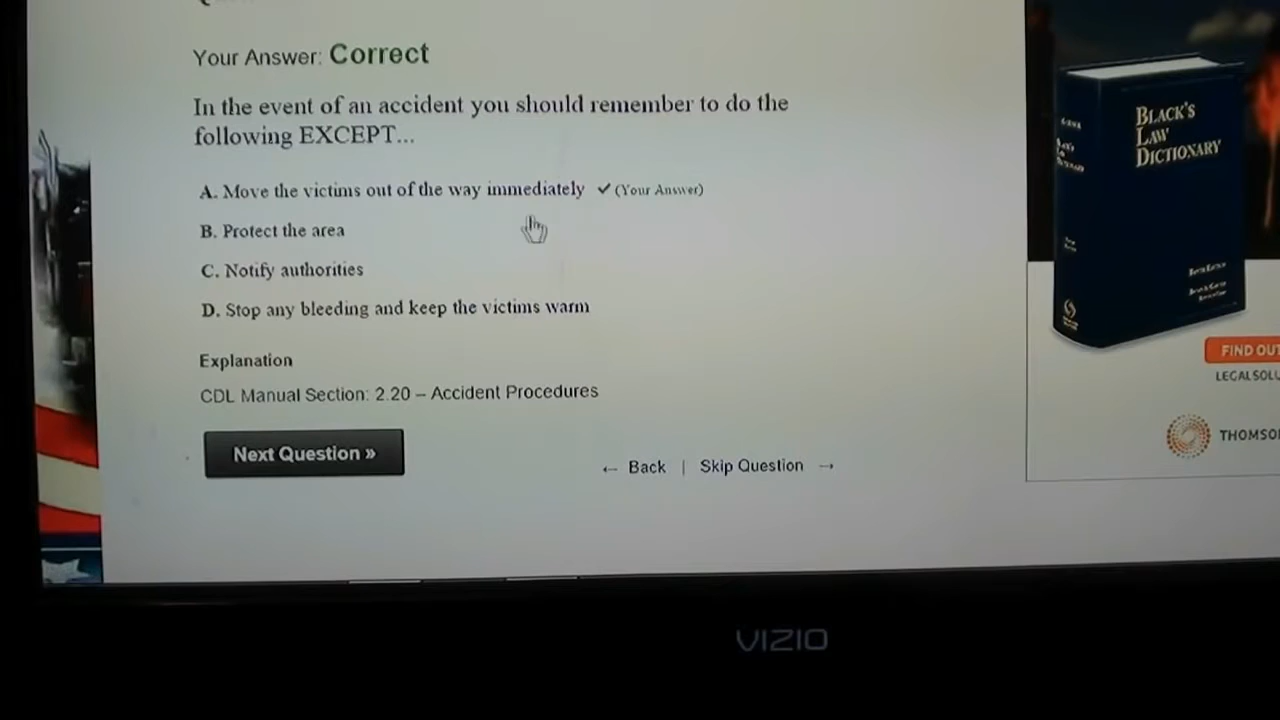 Your Answer: Correct
In the event of an accident you should remember to do the
following EXCEPT...
A. Move the victims out of the way immediately ✓ (Your Answer)
B. Protect the area
C. Notify authorities
D. Stop any bleeding and keep the victims warm
Explanation
CDL Manual Section: 2.20 – Accident Procedures
Next Question »
← Back | Skip Question →
BLACK'S
LAW
DICTIONARY
FIND OUT
LEGALSOLU
THOMSO
VIZIO